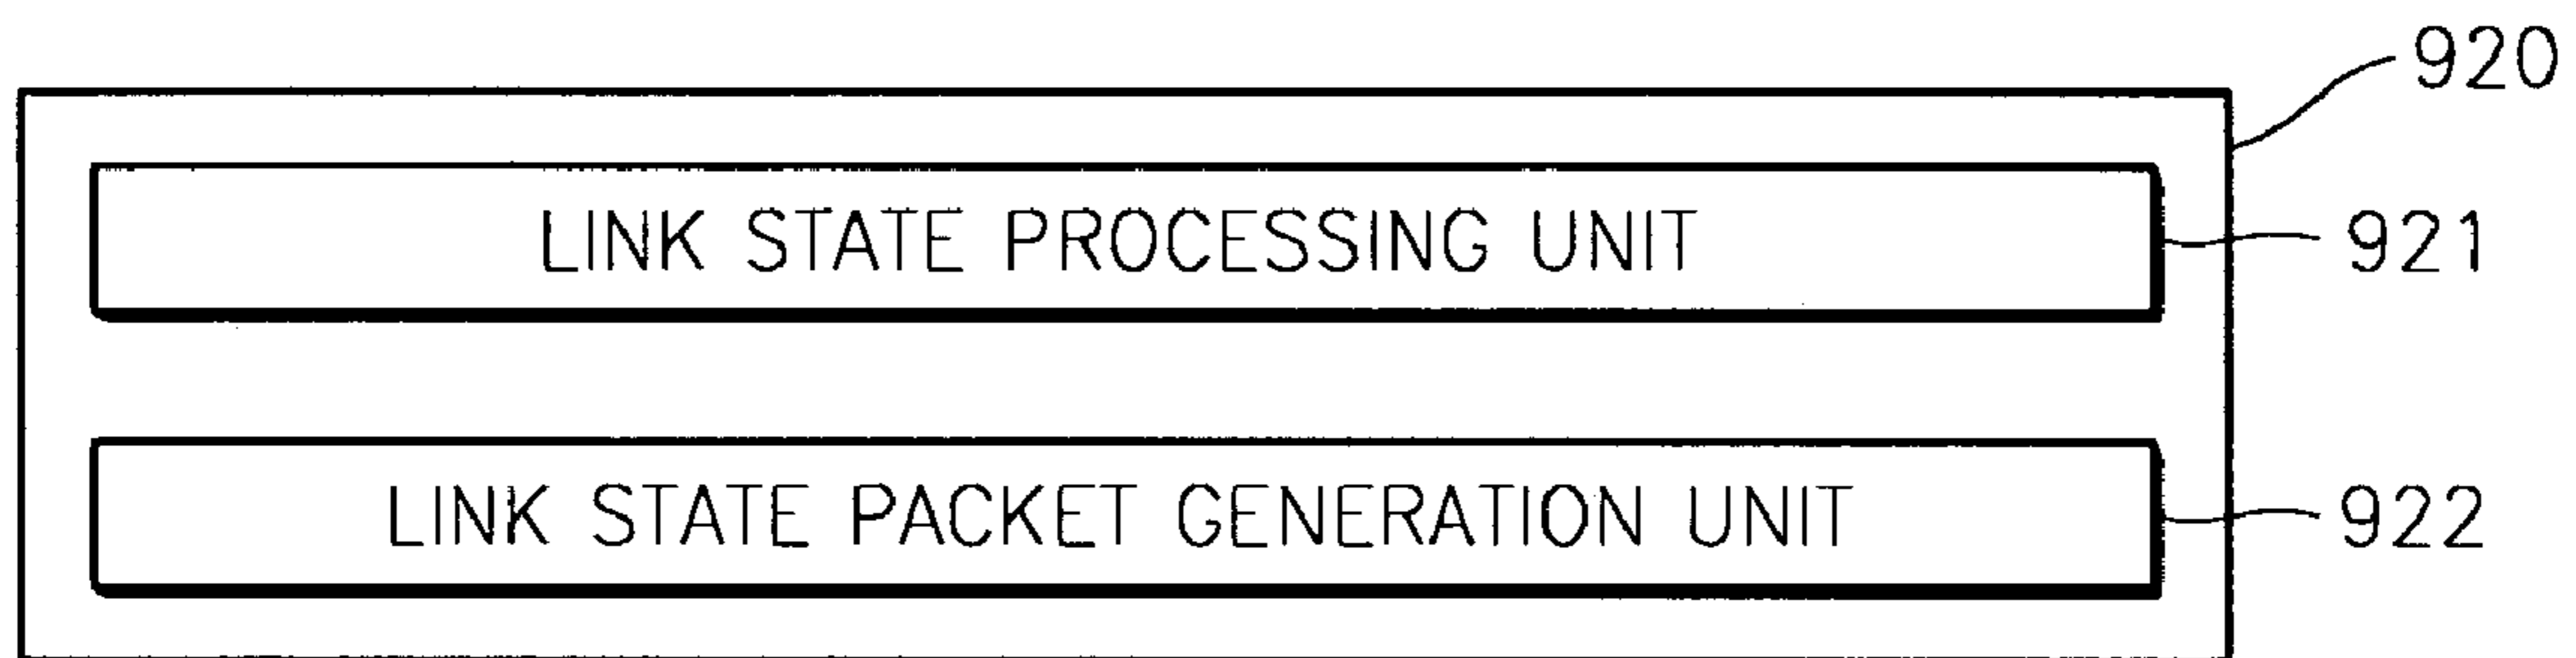 920
LINK STATE PROCESSING UNIT 921
LINK STATE PACKET GENERATION UNIT 922